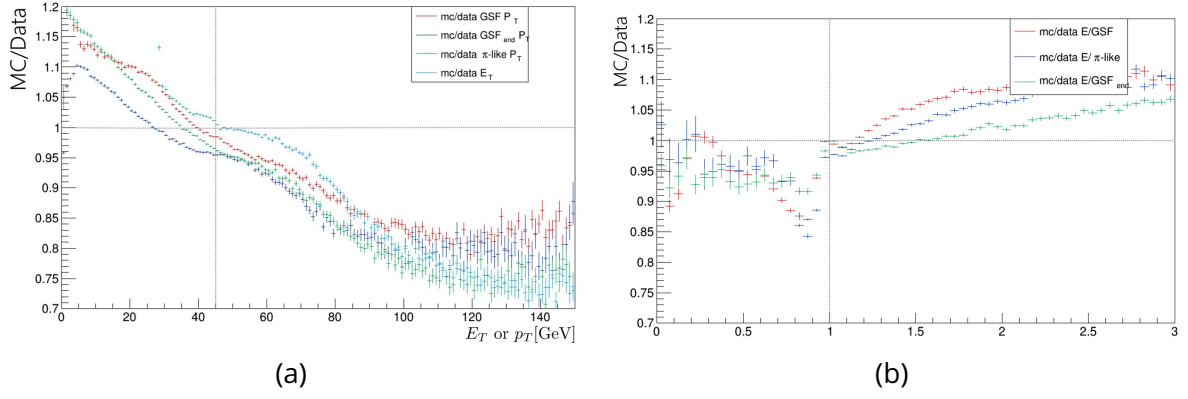 MC/Data
1.2
1.15
1.1
1.05
1
0.95
0.9
0.85
0.8
0.75
0.7
mc/data GSF P_T
mc/data GSF_end P_T
mc/data π-like P_T
mc/data E_T
0 20 40 60 80 100 120 140
E_T or p_T[GeV]
(a)
MC/Data
1.2
1.15
1.1
1.05
1
0.95
0.9
0.85
0.8
0.75
0.7
mc/data E/GSF
mc/data E/ π-like
mc/data E/GSF_end
0 0.5 1 1.5 2 2.5 3
(b)